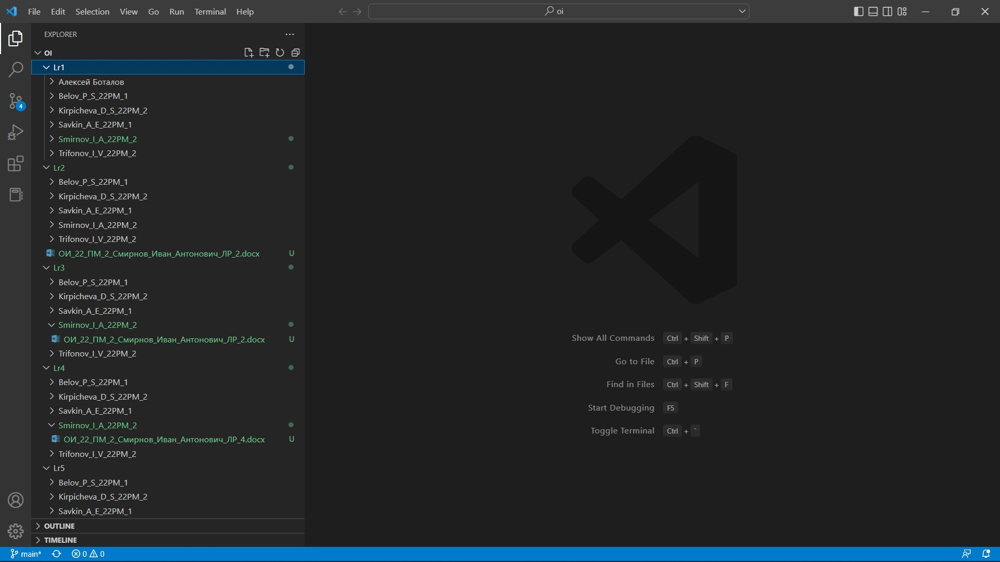 File Edit Selection View Go Run Terminal Help
oi
EXPLORER
OI
Lr1
Алексей Боталов
Belov_P_S_22PM_1
Kirpicheva_D_S_22PM_2
Savkin_A_E_22PM_1
Smirnov_I_A_22PM_2
Trifonov_I_V_22PM_2
Lr2
Belov_P_S_22PM_1
Kirpicheva_D_S_22PM_2
Savkin_A_E_22PM_1
Smirnov_I_A_22PM_2
Trifonov_I_V_22PM_2
ОИ_22_ПМ_2_Смирнов_Иван_Антонович_ЛР_2.docx U
Lr3
Belov_P_S_22PM_1
Kirpicheva_D_S_22PM_2
Savkin_A_E_22PM_1
Smirnov_I_A_22PM_2
ОИ_22_ПМ_2_Смирнов_Иван_Антонович_ЛР_2.docx U
Trifonov_I_V_22PM_2
Lr4
Belov_P_S_22PM_1
Kirpicheva_D_S_22PM_2
Savkin_A_E_22PM_1
Smirnov_I_A_22PM_2
ОИ_22_ПМ_2_Смирнов_Иван_Антонович_ЛР_4.docx U
Trifonov_I_V_22PM_2
Lr5
Belov_P_S_22PM_1
Kirpicheva_D_S_22PM_2
Savkin_A_E_22PM_1
OUTLINE
TIMELINE
4
Show All Commands Ctrl + Shift + P
Go to File Ctrl + P
Find in Files Ctrl + Shift + F
Start Debugging F5
Toggle Terminal Ctrl + `
main* 0 0